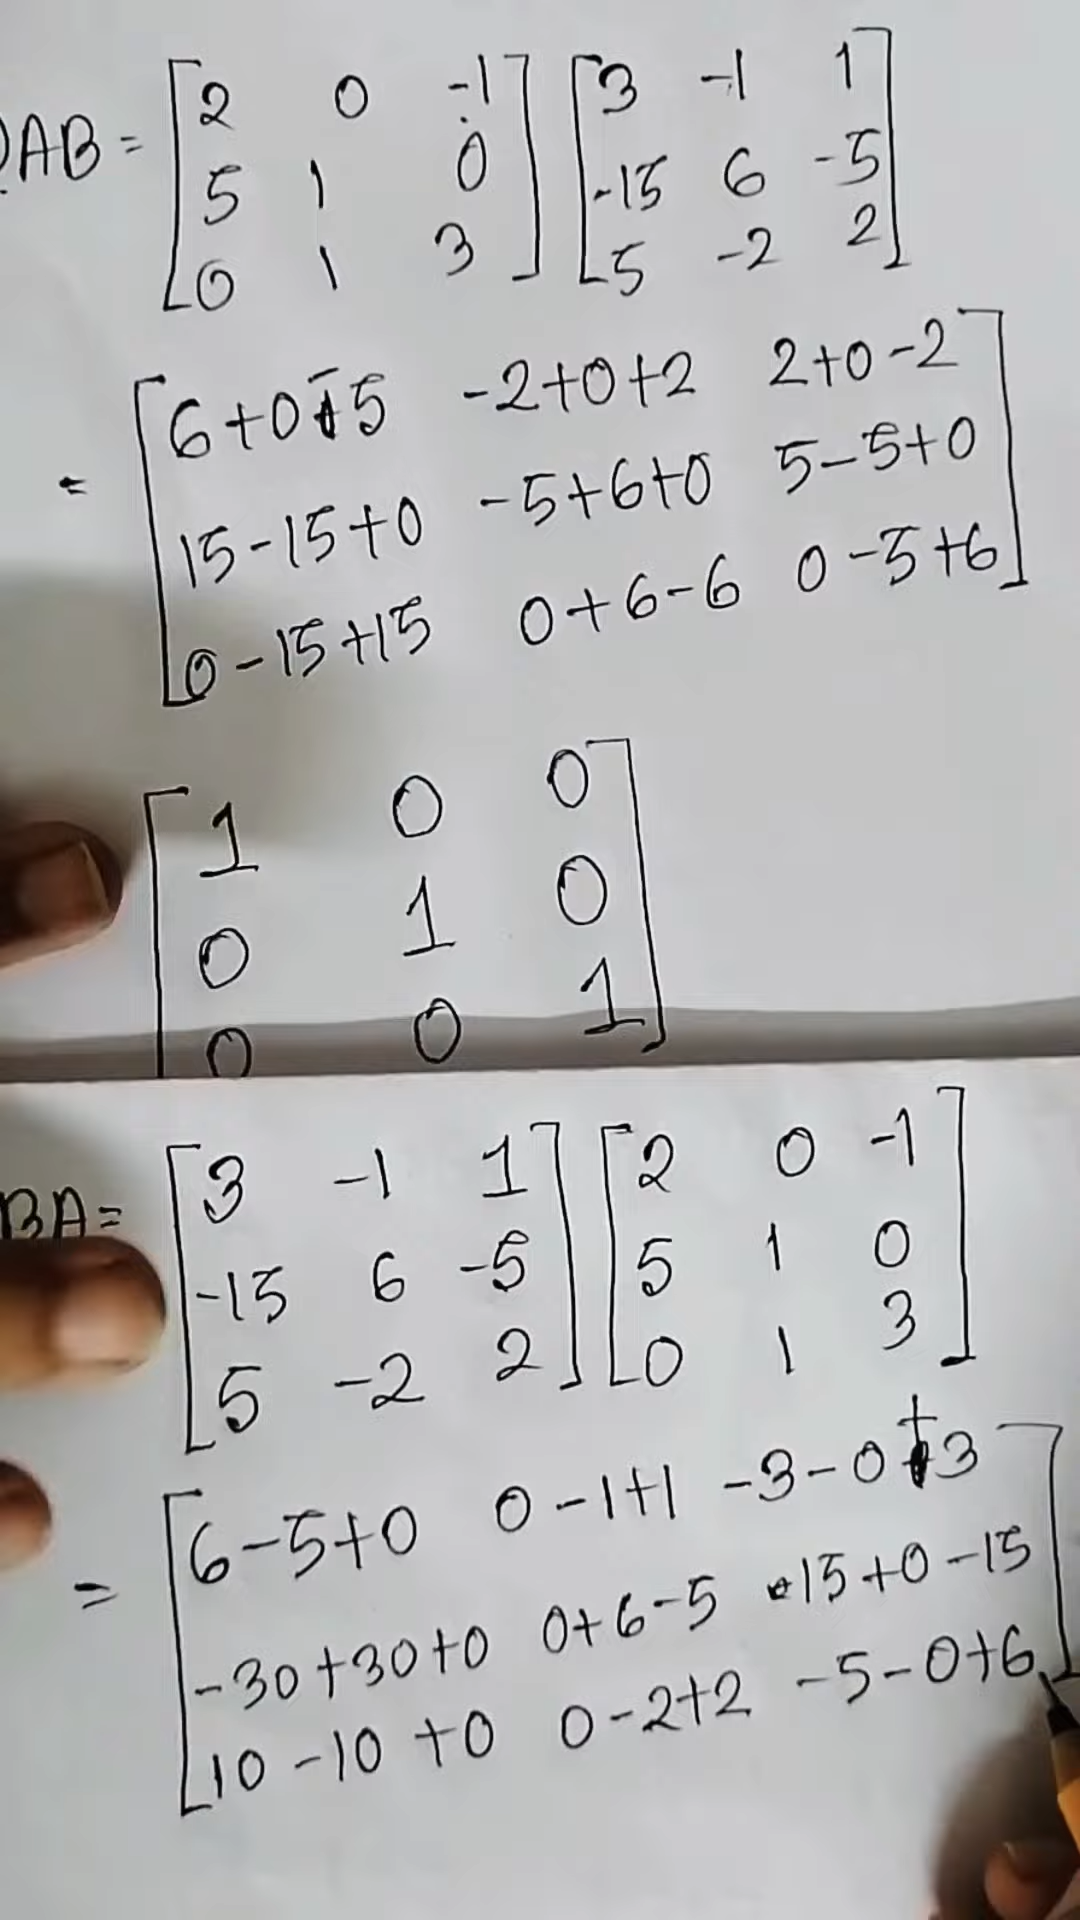 AB = [2 0 -1] [3 -1 1]
[5 1 0] [-15 6 -5]
[0 1 3] [5 -2 2]
= [6+0-5 -2+0+2 2+0-2]
[15-15+0 -5+6+0 5-5+0]
[0-15+15 0+6-6 0-5+6]
[1 0 0]
[0 1 0]
[0 0 1]
BA = [3 -1 1] [2 0 -1]
[-15 6 -5] [5 1 0]
[5 -2 2] [0 1 3]
= [6-5+0 0-1+1 -3-0+3]
[-30+30+0 0+6-5 15+0-15]
[10-10+0 0-2+2 -5-0+6]